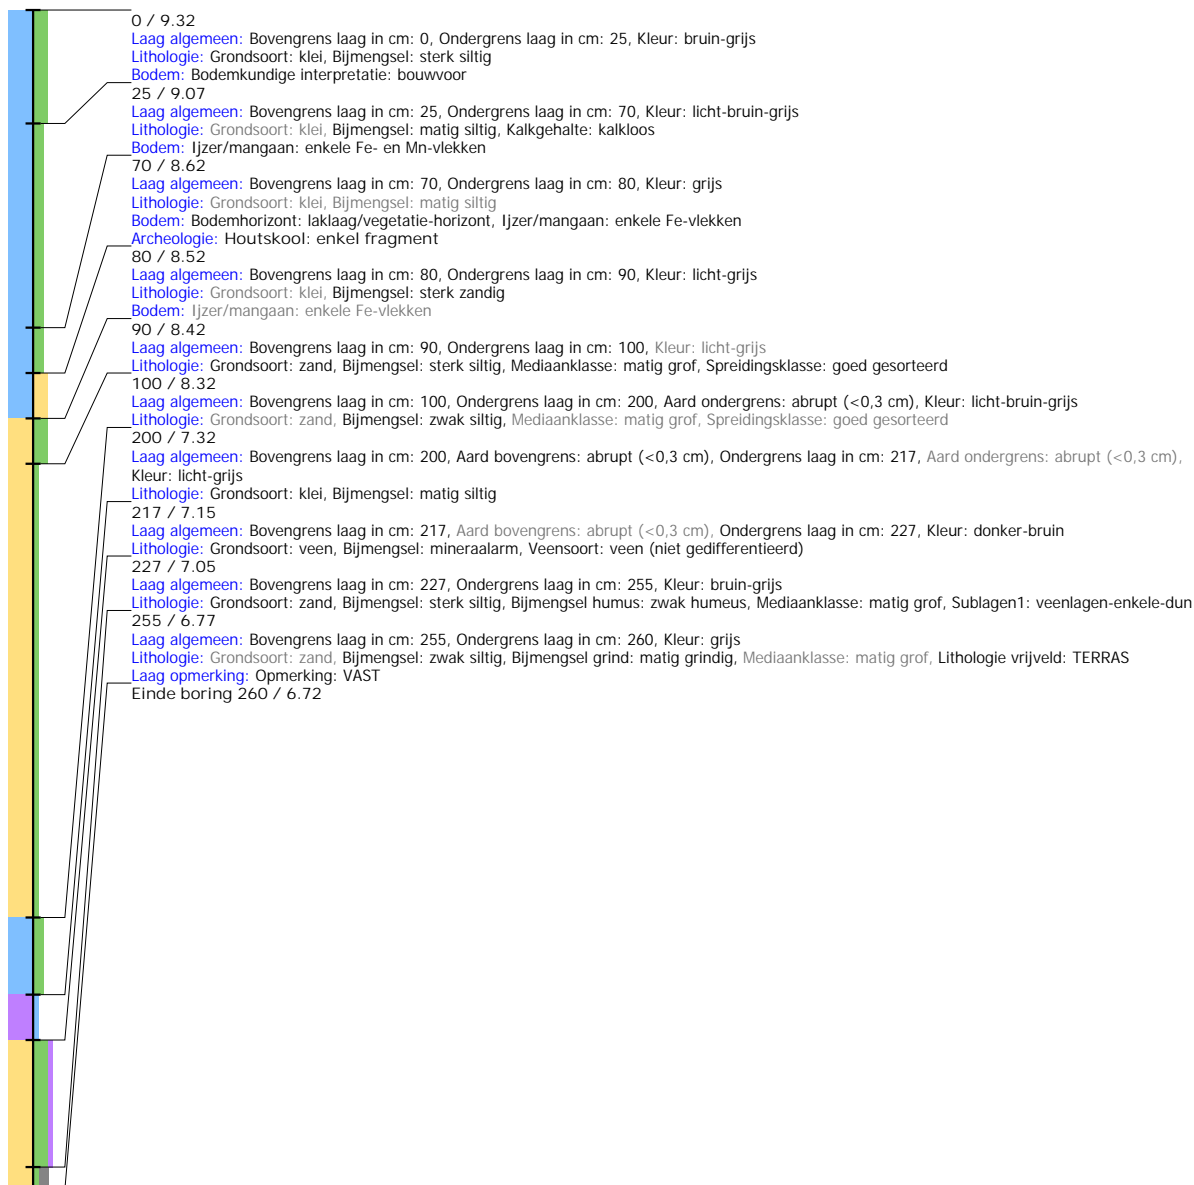 0 / 9.32
Laag algemeen: Bovengrens laag in cm: 0, Ondergrens laag in cm: 25, Kleur: bruin-grijs
Lithologie: Grondsoort: klei, Bijmengsel: sterk siltig
Bodem: Bodemkundige interpretatie: bouwvoor
25 / 9.07
Laag algemeen: Bovengrens laag in cm: 25, Ondergrens laag in cm: 70, Kleur: licht-bruin-grijs
Lithologie: Grondsoort: klei, Bijmengsel: matig siltig, Kalkgehalte: kalkloos
Bodem: Ijzer/mangaan: enkele Fe- en Mn-vlekken
70 / 8.62
Laag algemeen: Bovengrens laag in cm: 70, Ondergrens laag in cm: 80, Kleur: grijs
Lithologie: Grondsoort: klei, Bijmengsel: matig siltig
Bodem: Bodemhorizont: laklaag/vegetatie-horizont, Ijzer/mangaan: enkele Fe-vlekken
Archeologie: Houtskool: enkel fragment
80 / 8.52
Laag algemeen: Bovengrens laag in cm: 80, Ondergrens laag in cm: 90, Kleur: licht-grijs
Lithologie: Grondsoort: klei, Bijmengsel: sterk zandig
Bodem: Ijzer/mangaan: enkele Fe-vlekken
90 / 8.42
Laag algemeen: Bovengrens laag in cm: 90, Ondergrens laag in cm: 100, Kleur: licht-grijs
Lithologie: Grondsoort: zand, Bijmengsel: sterk siltig, Mediaanklasse: matig grof, Spreidingsklasse: goed gesorteerd
100 / 8.32
Laag algemeen: Bovengrens laag in cm: 100, Ondergrens laag in cm: 200, Aard ondergrens: abrupt (<0,3 cm), Kleur: licht-bruin-grijs
Lithologie: Grondsoort: zand, Bijmengsel: zwak siltig, Mediaanklasse: matig grof, Spreidingsklasse: goed gesorteerd
200 / 7.32
Laag algemeen: Bovengrens laag in cm: 200, Aard bovengrens: abrupt (<0,3 cm), Ondergrens laag in cm: 217, Aard ondergrens: abrupt (<0,3 cm),
Kleur: licht-grijs
Lithologie: Grondsoort: klei, Bijmengsel: matig siltig
217 / 7.15
Laag algemeen: Bovengrens laag in cm: 217, Aard bovengrens: abrupt (<0,3 cm), Ondergrens laag in cm: 227, Kleur: donker-bruin
Lithologie: Grondsoort: veen, Bijmengsel: mineraalarm, Veensoort: veen (niet gedifferentieerd)
227 / 7.05
Laag algemeen: Bovengrens laag in cm: 227, Ondergrens laag in cm: 255, Kleur: bruin-grijs
Lithologie: Grondsoort: zand, Bijmengsel: sterk siltig, Bijmengsel humus: zwak humeus, Mediaanklasse: matig grof, Sublagen1: veenlagen-enkele-dun
255 / 6.77
Laag algemeen: Bovengrens laag in cm: 255, Ondergrens laag in cm: 260, Kleur: grijs
Lithologie: Grondsoort: zand, Bijmengsel: zwak siltig, Bijmengsel grind: matig grindig, Mediaanklasse: matig grof, Lithologie vrijveld: TERRAS
Laag opmerking: Opmerking: VAST
Einde boring 260 / 6.72